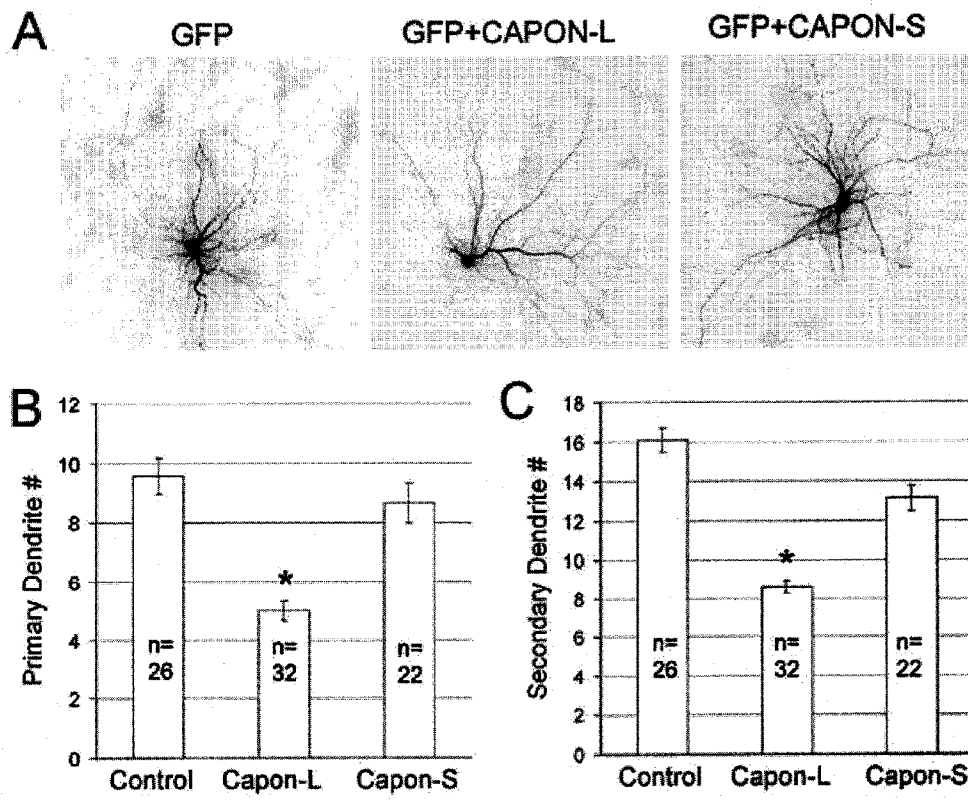 A
GFP
GFP+CAPON-L
GFP+CAPON-S
B
Primary Dendrite #
12
10
8
6
4
2
0
*
n=
26
n=
32
n=
22
Control
Capon-L
Capon-S
C
Secondary Dendrite #
18
16
14
12
10
8
6
4
2
0
*
n=
26
n=
32
n=
22
Control
Capon-L
Capon-S